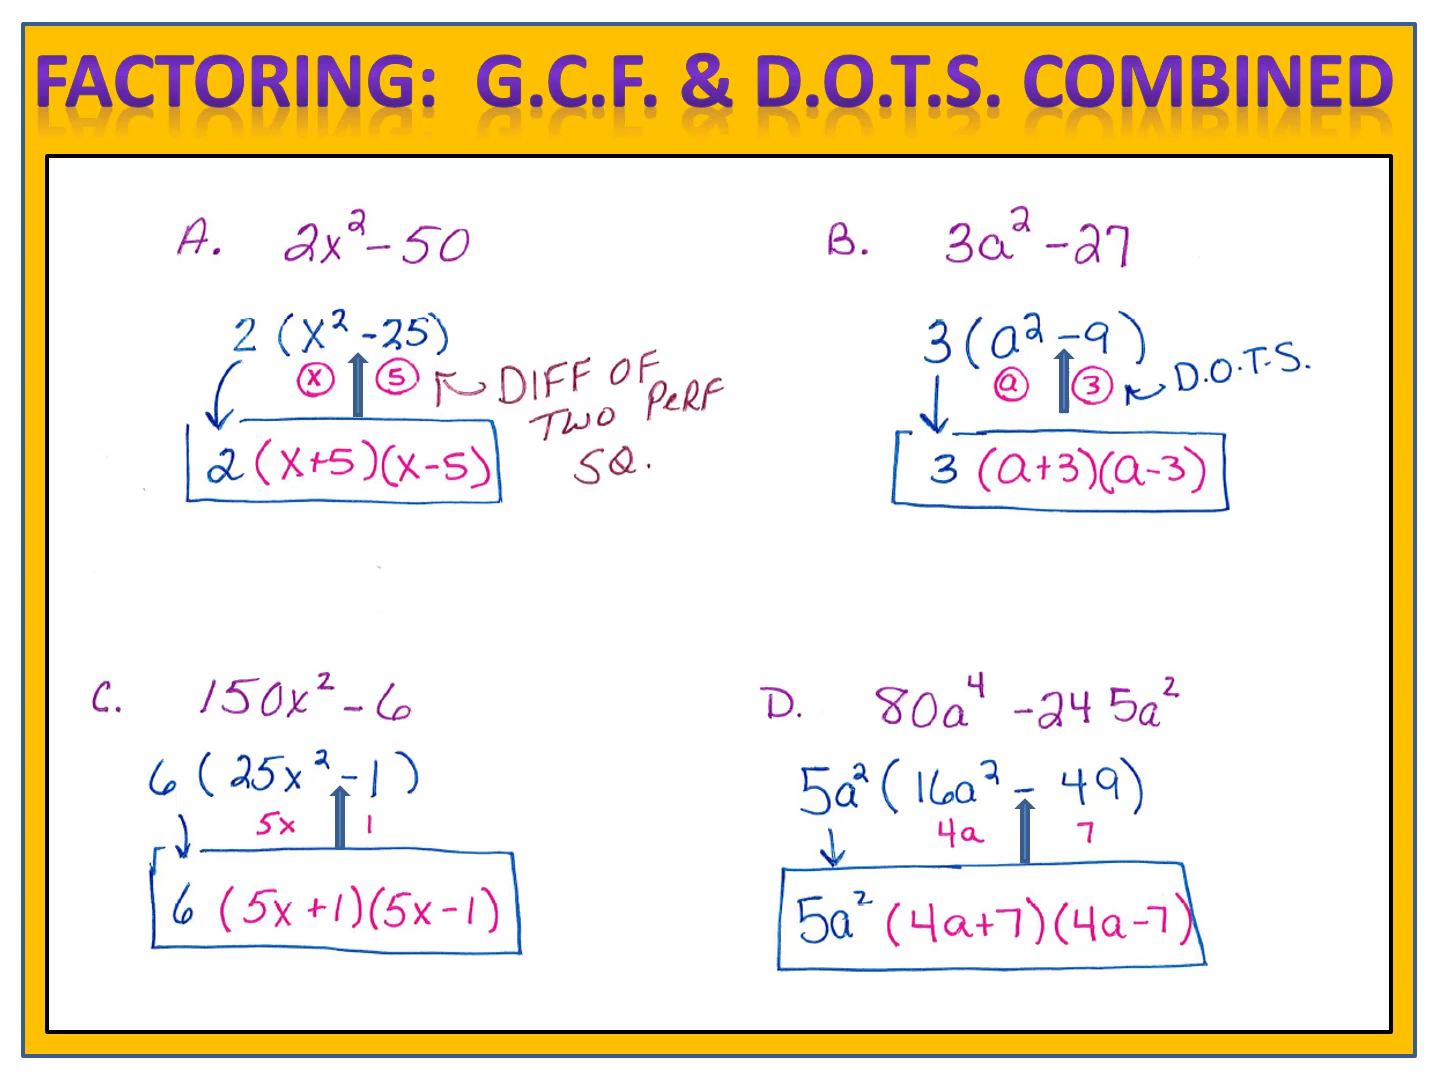 FACTORING: G.C.F. & D.O.T.S. COMBINED
A. 2x² - 50
2 (x² - 25)
x 5
DIFF OF
TWO PERF
SQ.
2 (x+5)(x-5)
B. 3a² - 27
3 (a² - 9)
a 3
D.O.T.S.
3 (a+3)(a-3)
C. 150x² - 6
6 (25x² - 1)
5x 1
6 (5x+1)(5x-1)
D. 80a⁴ - 245a²
5a² (16a² - 49)
4a 7
5a² (4a+7)(4a-7)